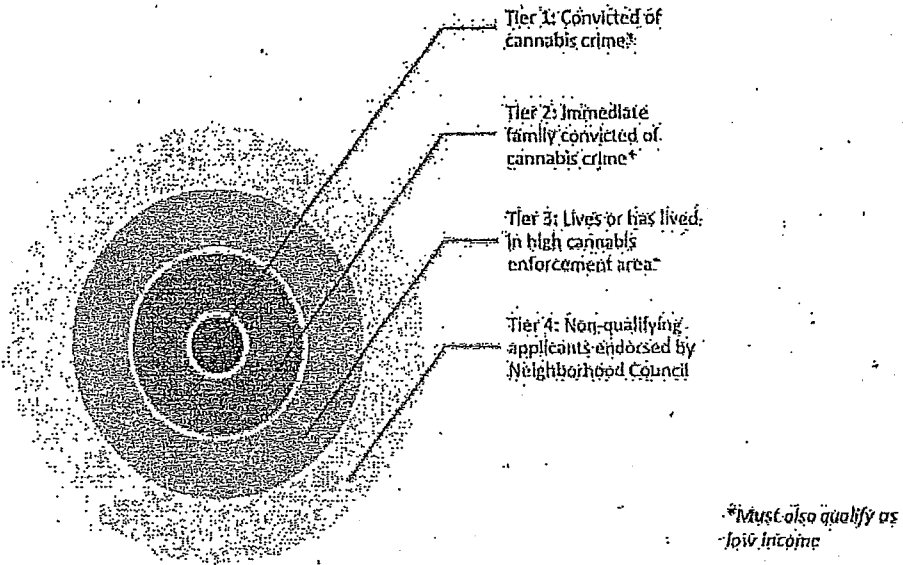 Tier 1: Convicted of
cannabis crime*
Tier 2: Immediate
family convicted of
cannabis crime*
Tier 3: Lives or has lived
in high cannabis
enforcement area*
Tier 4: Non-qualifying
applicants endorsed by
Neighborhood Council
*Must also qualify as
low income